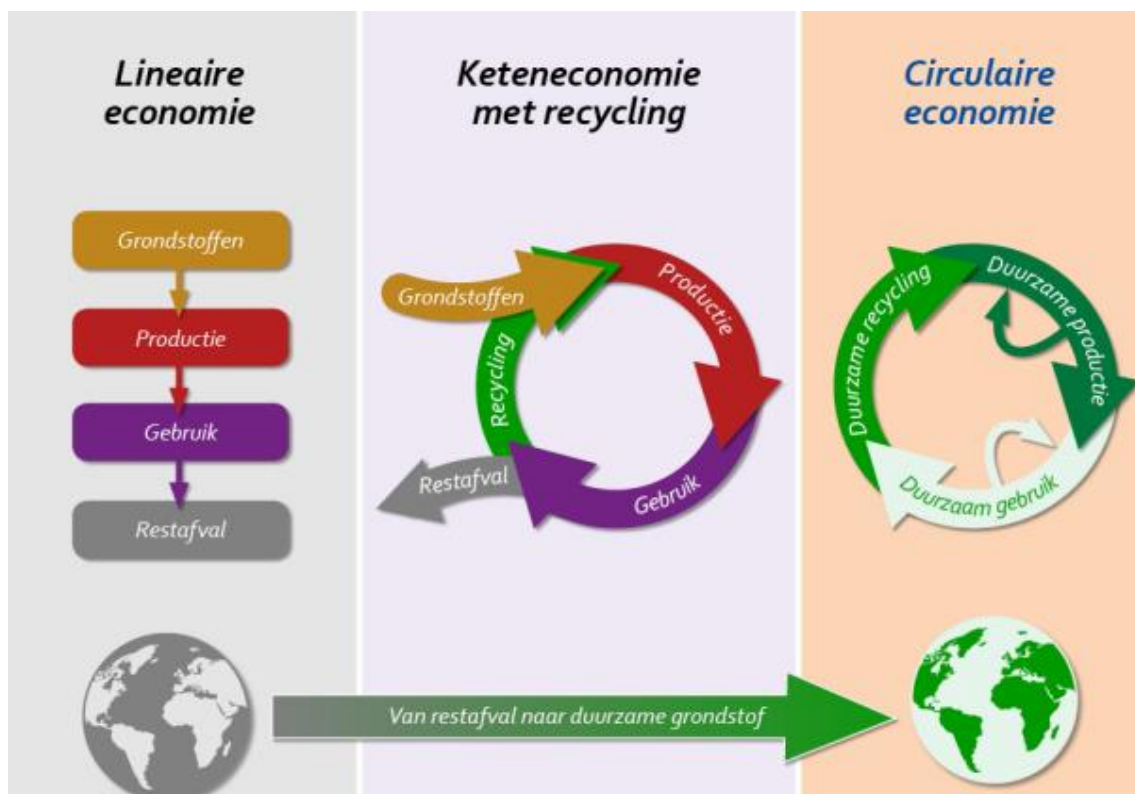 Lineaire
economie
Grondstoffen
Productie
Gebruik
Restafval
Keteneconomie
met recycling
Grondstoffen
Productie
Recycling
Restafval
Gebruik
Circulaire
economie
Duurzame recycling
Duurzame productie
Duurzaam gebruik
Van restafval naar duurzame grondstof